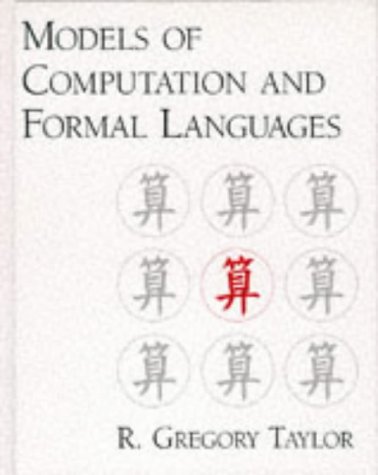 MODELS OF
COMPUTATION AND
FORMAL LANGUAGES
算 算 算
算 算 算
算 算 算
R. GREGORY TAYLOR